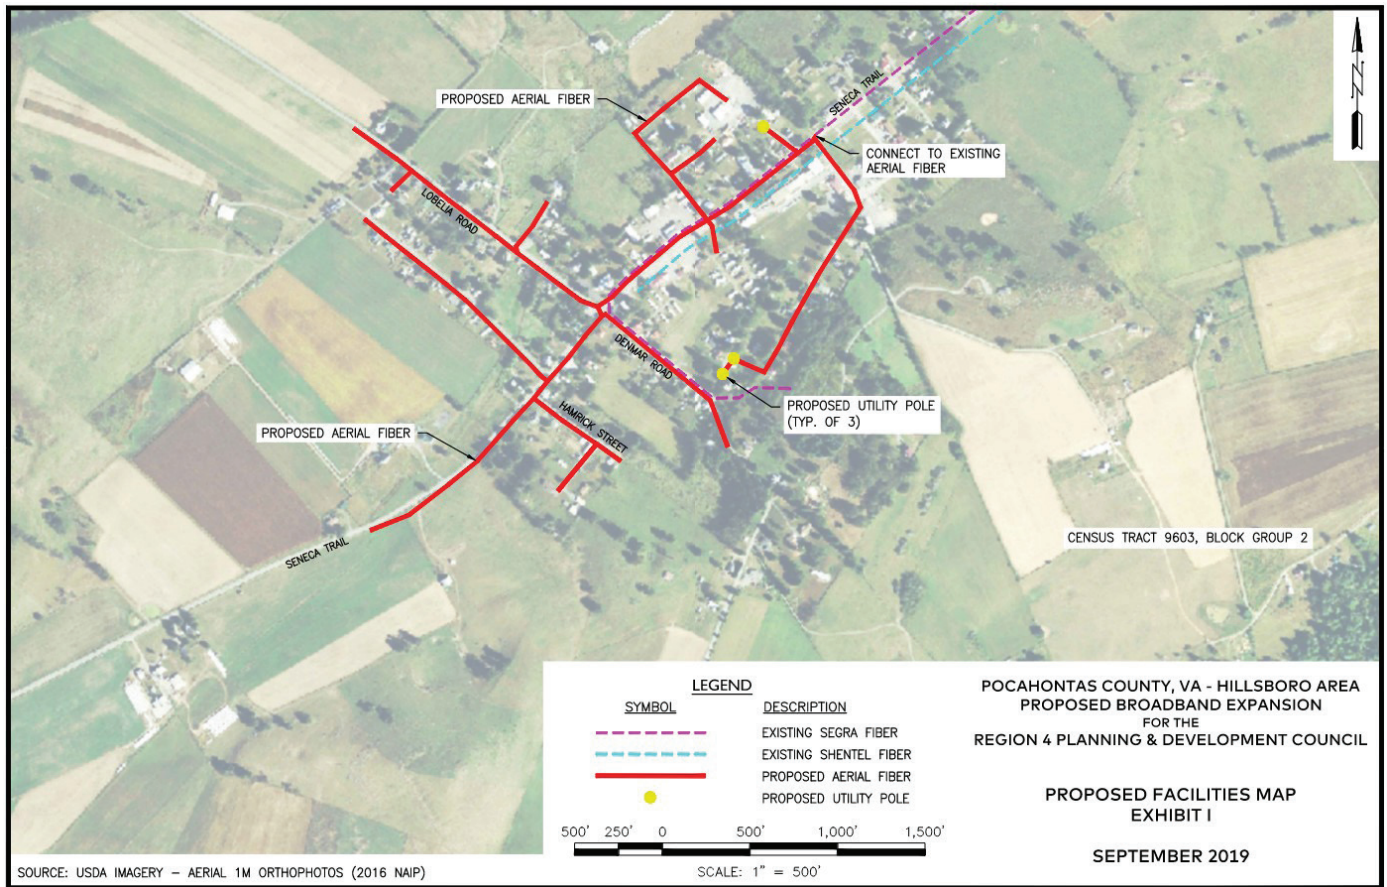 PROPOSED AERIAL FIBER
SENECA TRAIL
N
CONNECT TO EXISTING
AERIAL FIBER
LOBELIA ROAD
DENMAR ROAD
PROPOSED UTILITY POLE
(TYP. OF 3)
HAMRICK STREET
PROPOSED AERIAL FIBER
SENECA TRAIL
CENSUS TRACT 9603, BLOCK GROUP 2
LEGEND
SYMBOL DESCRIPTION
EXISTING SEGRA FIBER
EXISTING SHENTEL FIBER
PROPOSED AERIAL FIBER
PROPOSED UTILITY POLE
500' 250' 0 500' 1,000' 1,500'
SCALE: 1" = 500'
POCAHONTAS COUNTY, VA - HILLSBORO AREA
PROPOSED BROADBAND EXPANSION
FOR THE
REGION 4 PLANNING & DEVELOPMENT COUNCIL
PROPOSED FACILITIES MAP
EXHIBIT I
SEPTEMBER 2019
SOURCE: USDA IMAGERY – AERIAL 1M ORTHOPHOTOS (2016 NAIP)